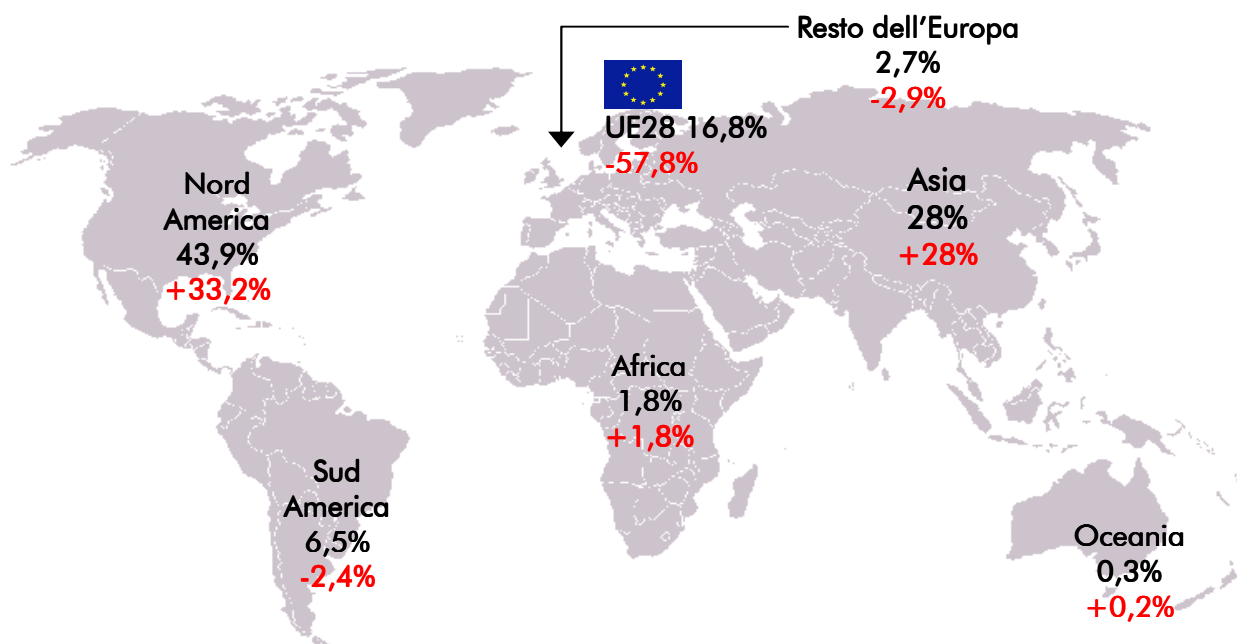 Resto dell'Europa
2,7%
-2,9%
UE28 16,8%
-57,8%
Nord
America
43,9%
+33,2%
Asia
28%
+28%
Africa
1,8%
+1,8%
Sud
America
6,5%
-2,4%
Oceania
0,3%
+0,2%